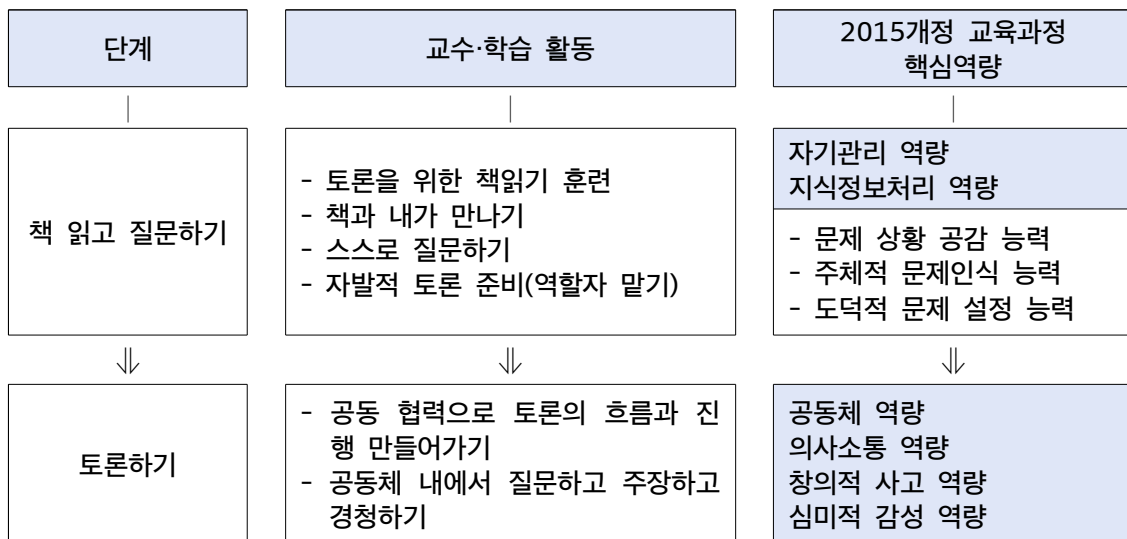 단계
교수·학습 활동
2015개정 교육과정
핵심역량
책 읽고 질문하기
- 토론을 위한 책읽기 훈련
- 책과 내가 만나기
- 스스로 질문하기
- 자발적 토론 준비(역할자 맡기)
자기관리 역량
지식정보처리 역량
- 문제 상황 공감 능력
- 주체적 문제인식 능력
- 도덕적 문제 설정 능력
토론하기
- 공동 협력으로 토론의 흐름과 진
행 만들어가기
- 공동체 내에서 질문하고 주장하고
경청하기
공동체 역량
의사소통 역량
창의적 사고 역량
심미적 감성 역량